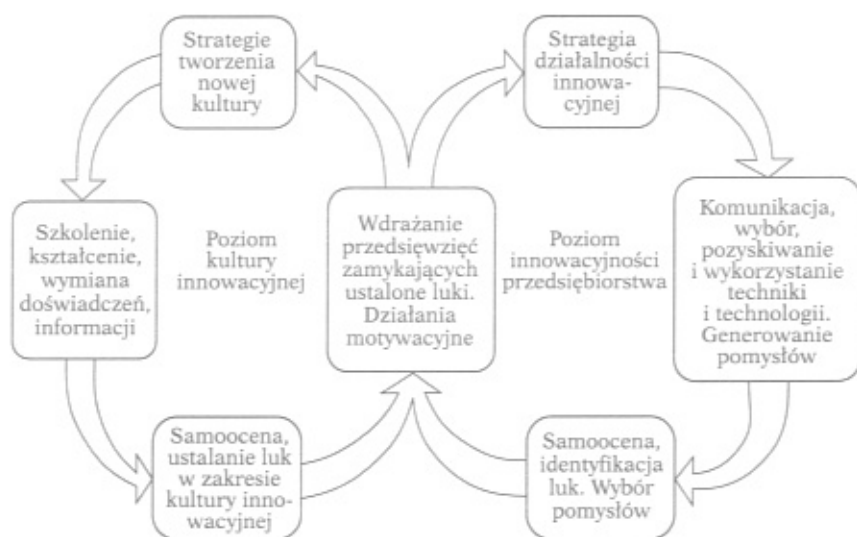 Strategie
tworzenia
nowej
kultury
Strategia
działalności
innowa-
cyjnej
Szkolenie,
kształcenie,
wymiana
doświadczeń,
informacji
Poziom
kultury
innowacyjnej
Wdrażanie
przedsięwzięć
zamykających
ustalone luki.
Działania
motywacyjne
Poziom
innowacyjności
przedsiębiorstwa
Komunikacja,
wybór,
pozyskiwanie
i wykorzystanie
techniki
i technologii.
Generowanie
pomysłów
Samoocena,
ustalanie luk
w zakresie
kultury inno-
wacyjnej
Samoocena,
identyfikacja
luk. Wybór
pomysłów